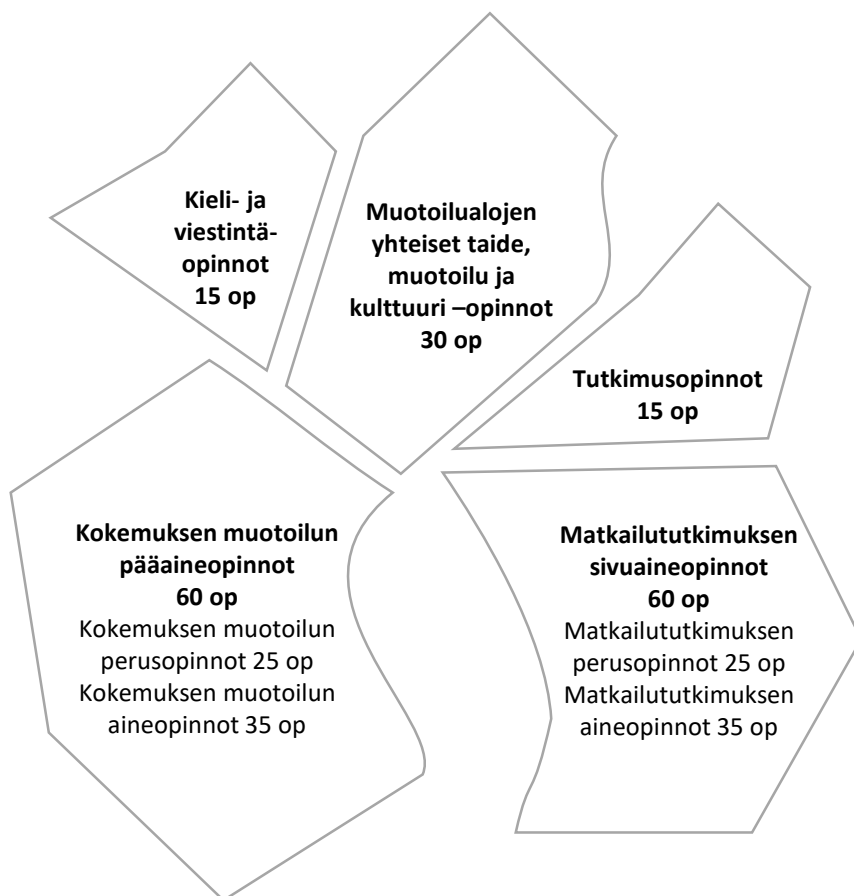 Kieli- ja
viestintä-
opinnot
15 op
Muotoilualojen
yhteiset taide,
muotoilu ja
kulttuuri –opinnot
30 op
Tutkimusopinnot
15 op
Kokemuksen muotoilun
pääaineopinnot
60 op
Kokemuksen muotoilun
perusopinnot 25 op
Kokemuksen muotoilun
aineopinnot 35 op
Matkailututkimuksen
sivuaineopinnot
60 op
Matkailututkimuksen
perusopinnot 25 op
Matkailututkimuksen
aineopinnot 35 op